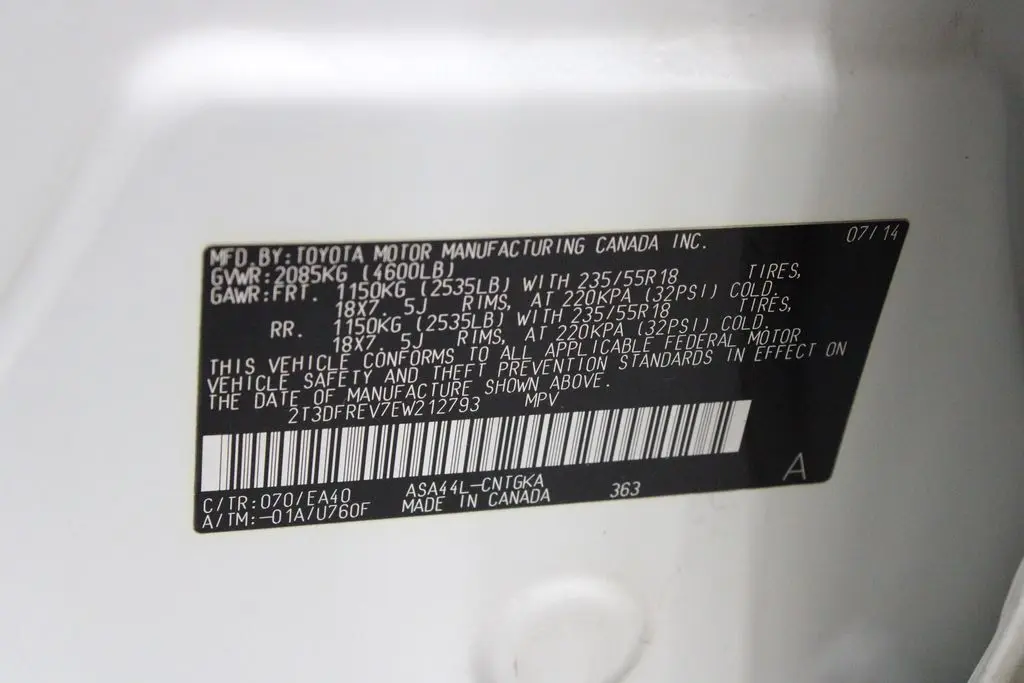 MFD. BY: TOYOTA MOTOR MANUFACTURING CANADA INC. 07/14
GVWR: 2085KG (4600LB)
GAWR: FRT. 1150KG (2535LB) WITH 235/55R18 TIRES,
18X7. 5J RIMS, AT 220KPA (32PSI) COLD.
RR. 1150KG (2535LB) WITH 235/55R18 TIRES,
18X7. 5J RIMS, AT 220KPA (32PSI) COLD.
THIS VEHICLE CONFORMS TO ALL APPLICABLE FEDERAL MOTOR
VEHICLE SAFETY AND THEFT PREVENTION STANDARDS IN EFFECT ON
THE DATE OF MANUFACTURE SHOWN ABOVE.
2T3DFREV7EW212793 MPV
C/TR: 070/EA40 ASA44L-CNTGKA 363 A
A/TM: -01A/U760F MADE IN CANADA